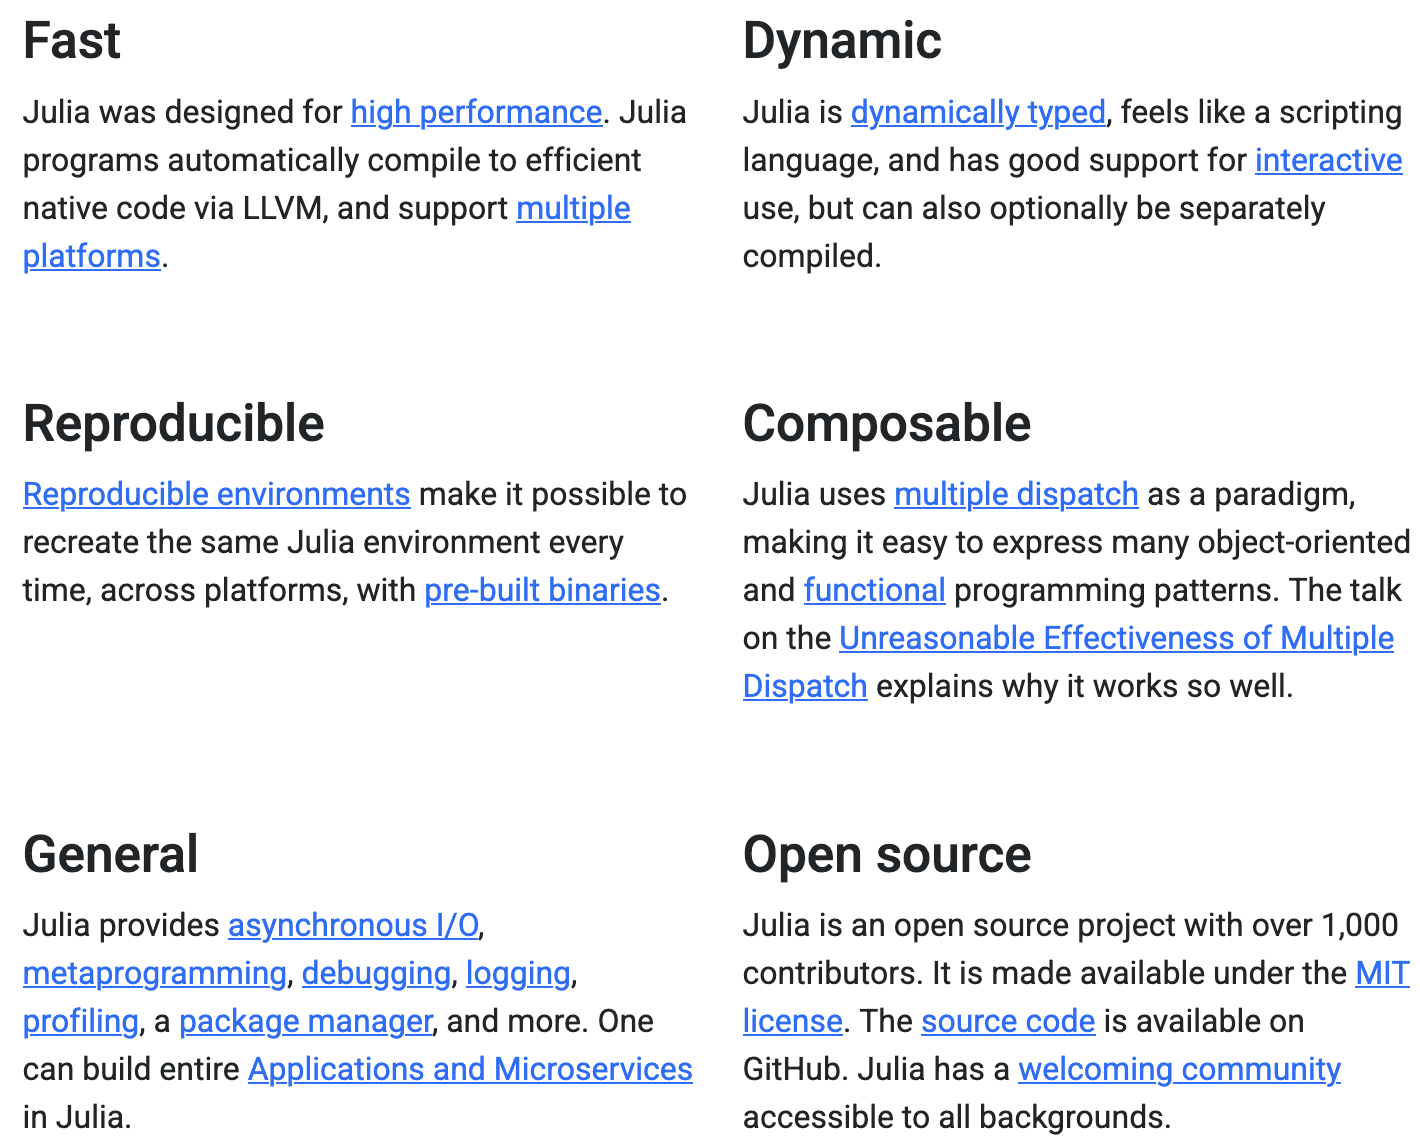 Fast
Julia was designed for high performance. Julia
programs automatically compile to efficient
native code via LLVM, and support multiple
platforms.
Dynamic
Julia is dynamically typed, feels like a scripting
language, and has good support for interactive
use, but can also optionally be separately
compiled.
Reproducible
Reproducible environments make it possible to
recreate the same Julia environment every
time, across platforms, with pre-built binaries.
Composable
Julia uses multiple dispatch as a paradigm,
making it easy to express many object-oriented
and functional programming patterns. The talk
on the Unreasonable Effectiveness of Multiple
Dispatch explains why it works so well.
General
Julia provides asynchronous I/O,
metaprogramming, debugging, logging,
profiling, a package manager, and more. One
can build entire Applications and Microservices
in Julia.
Open source
Julia is an open source project with over 1,000
contributors. It is made available under the MIT
license. The source code is available on
GitHub. Julia has a welcoming community
accessible to all backgrounds.